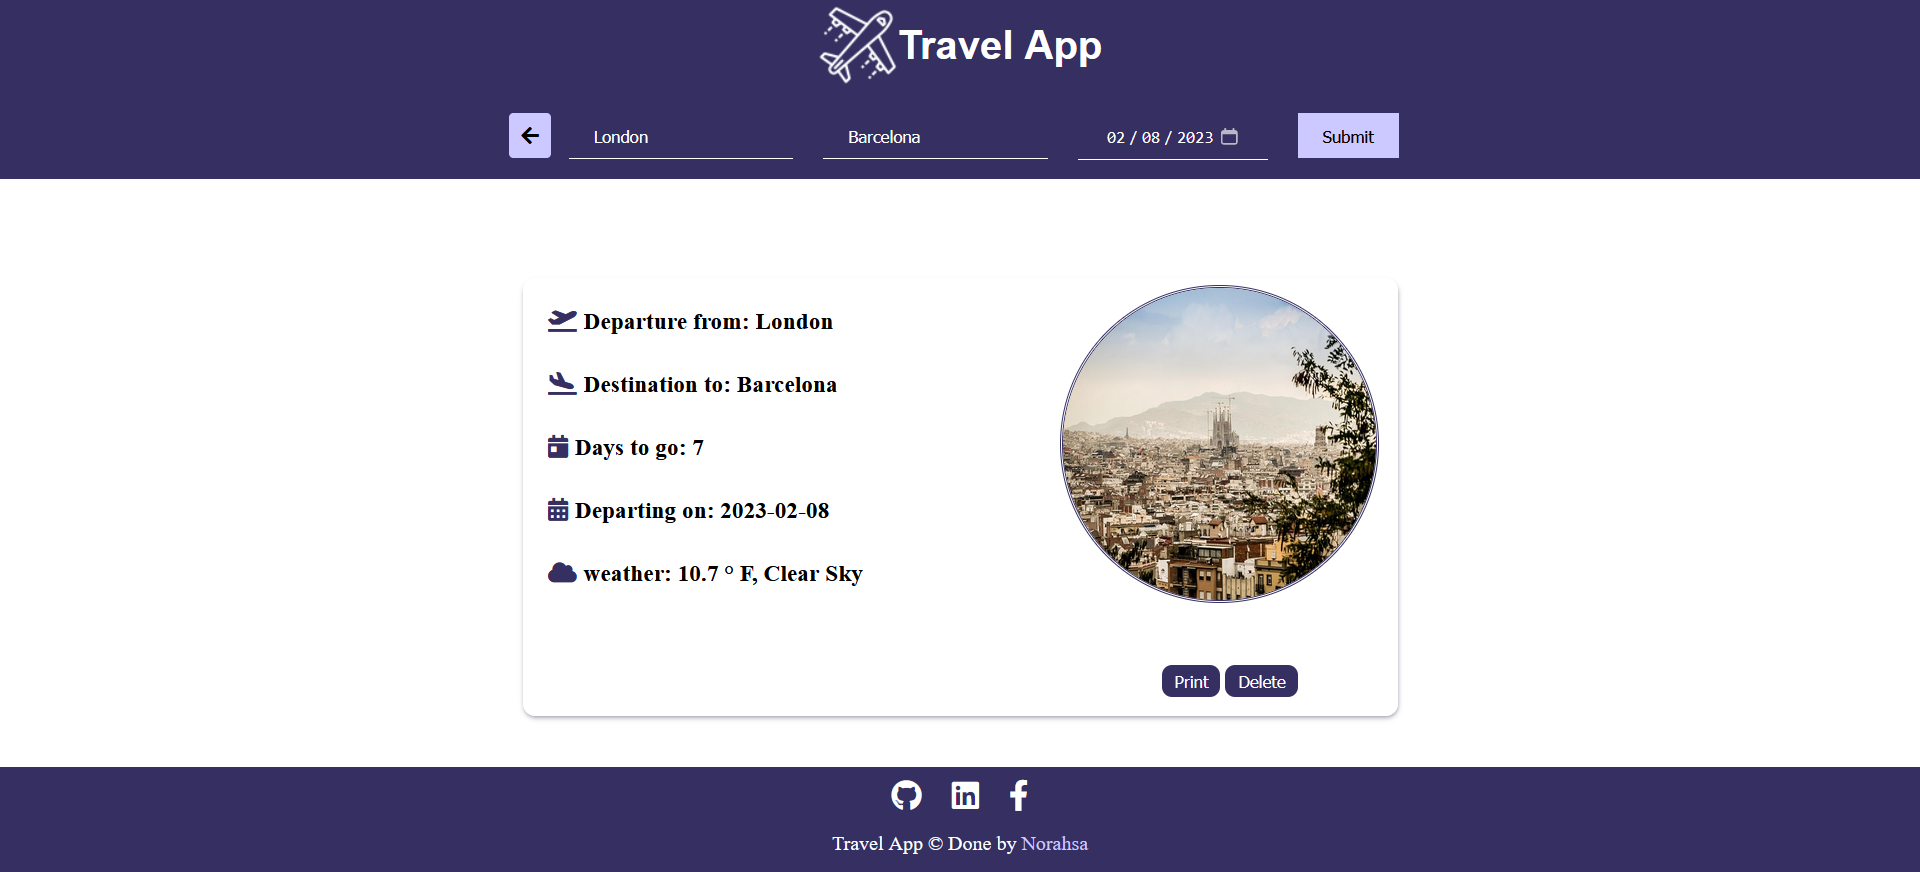 Travel App
London
Barcelona
02 / 08 / 2023
Submit
Departure from: London
Destination to: Barcelona
Days to go: 7
Departing on: 2023-02-08
weather: 10.7 ° F, Clear Sky
Print
Delete
in
Travel App © Done by Norahsa